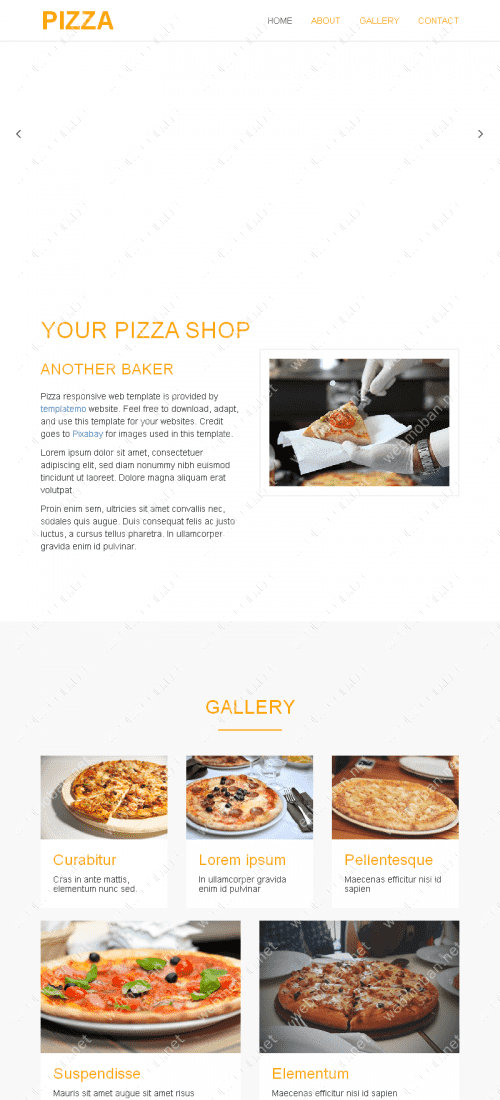 PIZZA
HOME ABOUT GALLERY CONTACT
YOUR PIZZA SHOP
ANOTHER BAKER
Pizza responsive web template is provided by
templatemo website. Feel free to download, adapt,
and use this template for your websites. Credit
goes to Pixabay for images used in this template.
Lorem ipsum dolor sit amet, consectetuer
adipiscing elit, sed diam nonummy nibh euismod
tincidunt ut laoreet. Dolore magna aliquam erat
volutpat.
Proin enim sem, ultricies sit amet convallis nec,
sodales quis augue. Duis consequat felis ac justo
luctus, a cursus tellus pharetra. In ullamcorper
gravida enim id pulvinar.
GALLERY
Curabitur
Cras in ante mattis,
elementum nunc sed.
Lorem ipsum
In ullamcorper gravida
enim id pulvinar
Pellentesque
Maecenas efficitur nisi id
sapien
Suspendisse
Mauris sit amet augue sit amet risus
Elementum
Maecenas efficitur nisi id sapien